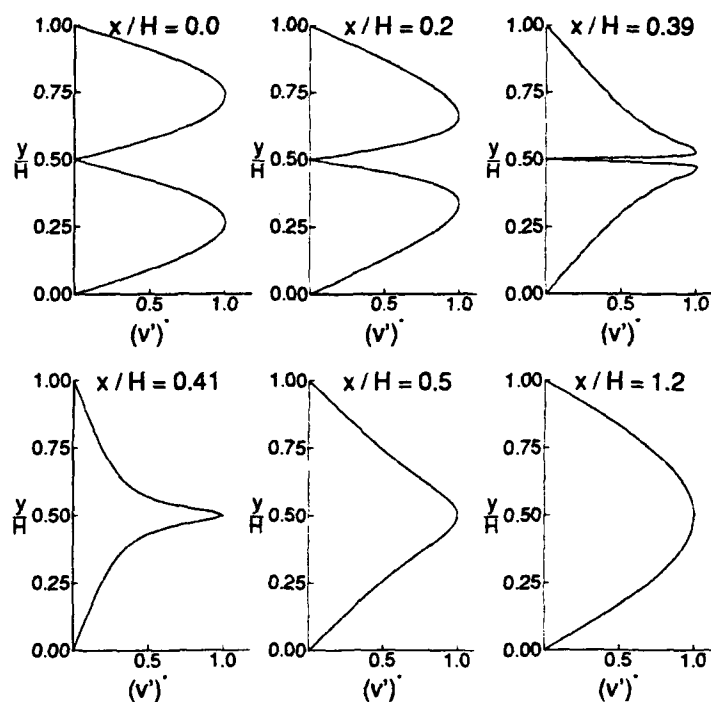 x / H = 0.0
1.00
0.75
y/H
0.50
0.25
0.00
0.5
1.0
(v')*
x / H = 0.2
1.00
0.75
y/H
0.50
0.25
0.00
0.5
1.0
(v')*
x / H = 0.39
1.00
0.75
y/H
0.50
0.25
0.00
0.5
1.0
(v')*
x / H = 0.41
1.00
0.75
y/H
0.50
0.25
0.00
0.5
1.0
(v')*
x / H = 0.5
1.00
0.75
y/H
0.50
0.25
0.00
0.5
1.0
(v')*
x / H = 1.2
1.00
0.75
y/H
0.50
0.25
0.00
0.5
1.0
(v')*